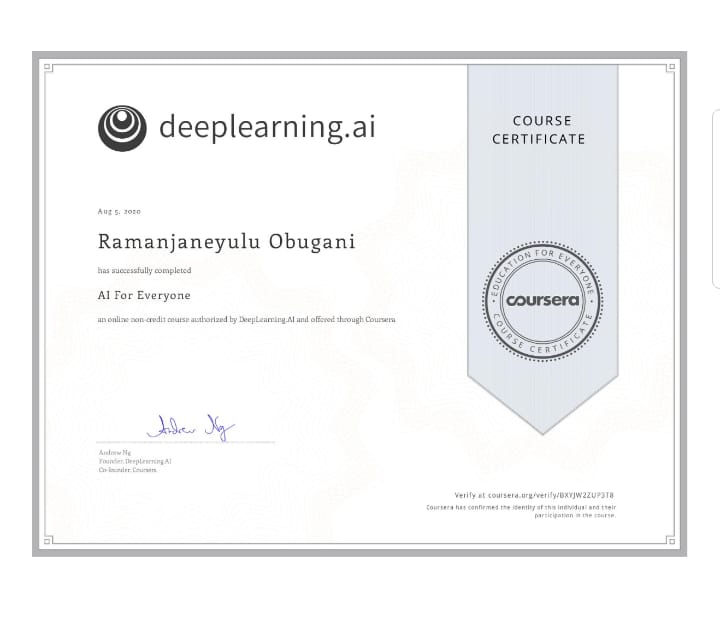 deeplearning.ai
COURSE
CERTIFICATE
Aug 5, 2020
Ramanjaneyulu Obugani
has successfully completed
AI For Everyone
an online non-credit course authorized by DeepLearning.AI and offered through Coursera
EDUCATION FOR EVERYONE
coursera
COURSE CERTIFICATE
Andrew Ng
Andrew Ng
Founder, DeepLearning.AI
Co-founder, Coursera
Verify at coursera.org/verify/BXYJW2ZUP3T8
Coursera has confirmed the identity of this individual and their
participation in the course.